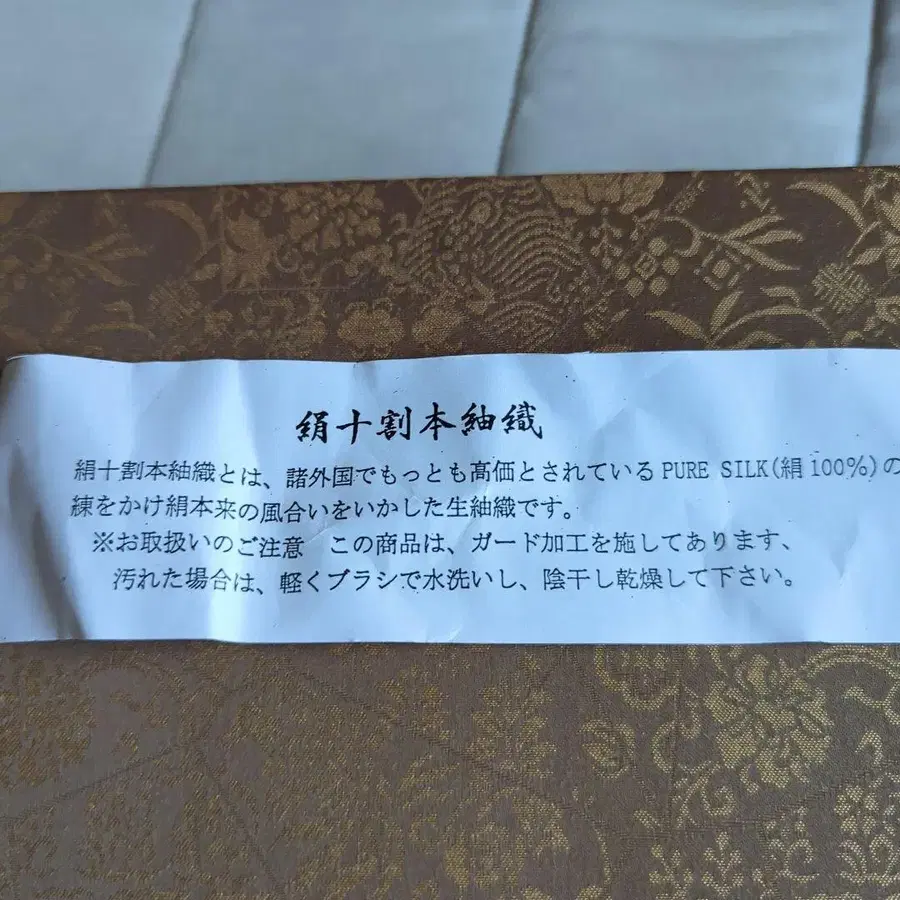 絹十割本紬織
絹十割本紬織とは、諸外国でもっとも高価とされているPURE SILK(絹100%)の
練をかけ絹本来の風合いをいかした生紬織です。
※お取扱いのご注意　この商品は、ガード加工を施してあります、
汚れた場合は、軽くブラシで水洗いし、陰干し乾燥して下さい。